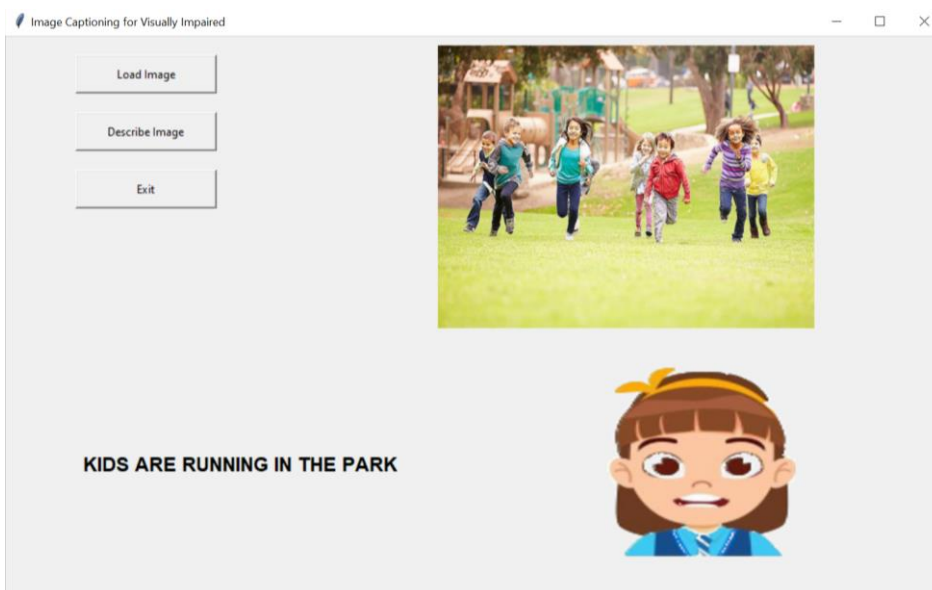 Image Captioning for Visually Impaired
Load Image
Describe Image
Exit
KIDS ARE RUNNING IN THE PARK